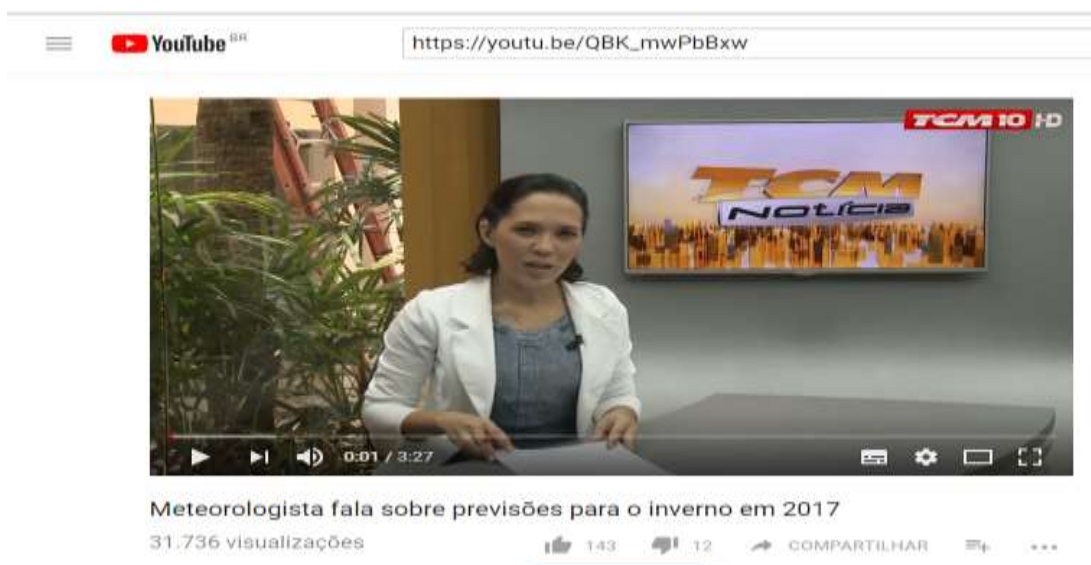 YouTube BR
https://youtu.be/QBK_mwPbBxw
TCM 10 HD
TCM
Notícia
0:01 / 3:27
Meteorologista fala sobre previsões para o inverno em 2017
31.736 visualizações
143 12 COMPARTILHAR